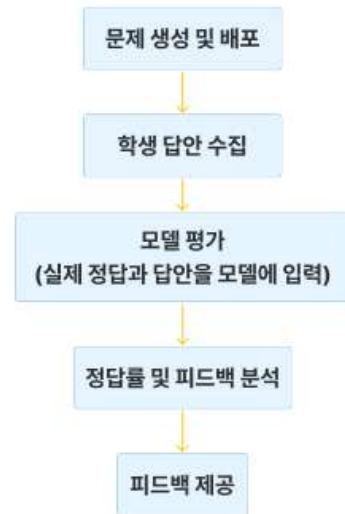 문제 생성 및 배포
학생 답안 수집
모델 평가
(실제 정답과 답안을 모델에 입력)
정답률 및 피드백 분석
피드백 제공